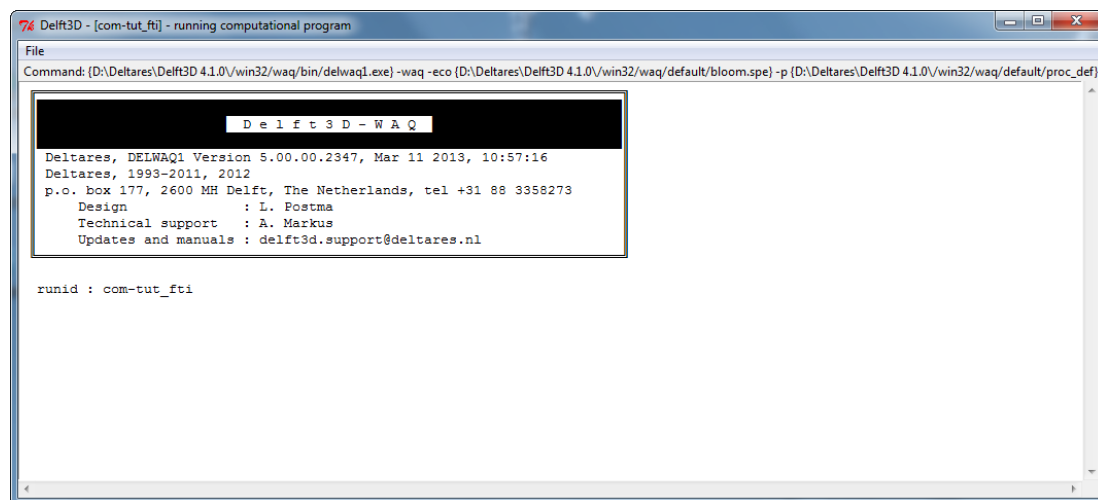 Delft3D - [com-tut_fti] - running computational program
File
Command: {D:\Deltares\Delft3D 4.1.0\/win32/waq/bin/delwaq1.exe} -waq -eco {D:\Deltares\Delft3D 4.1.0\/win32/waq/default/bloom.spe} -p {D:\Deltares\Delft3D 4.1.0\/win32/waq/default/proc_def}
D e l f t 3 D - W A Q
Deltares, DELWAQ1 Version 5.00.00.2347, Mar 11 2013, 10:57:16
Deltares, 1993-2011, 2012
p.o. box 177, 2600 MH Delft, The Netherlands, tel +31 88 3358273
Design : L. Postma
Technical support : A. Markus
Updates and manuals : delft3d.support@deltares.nl
runid : com-tut_fti